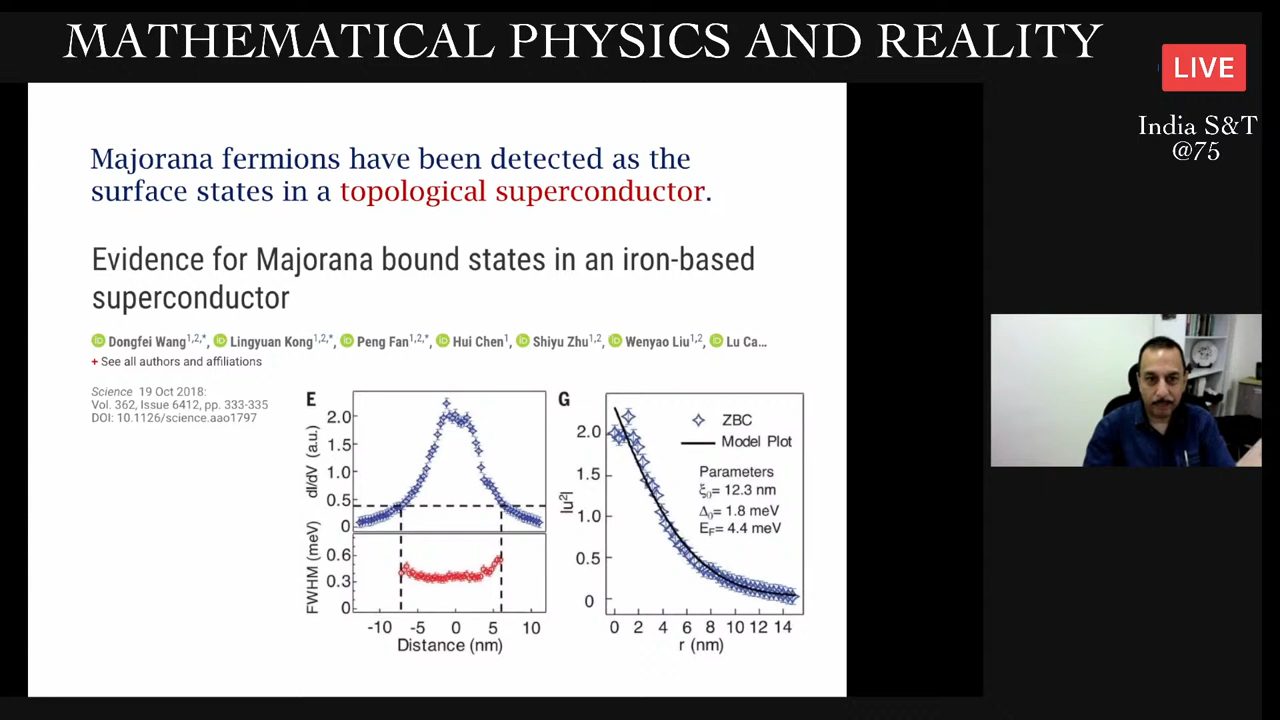 MATHEMATICAL PHYSICS AND REALITY
LIVE
India S&T
@75
Majorana fermions have been detected as the
surface states in a topological superconductor.
Evidence for Majorana bound states in an iron-based
superconductor
Dongfei Wang1,2,*, Lingyuan Kong1,2,*, Peng Fan1,2,*, Hui Chen1, Shiyu Zhu1,2, Wenyao Liu1,2, Lu Ca…
+ See all authors and affiliations
Science 19 Oct 2018:
Vol. 362, Issue 6412, pp. 333-335
DOI: 10.1126/science.aao1797
E
dI/dV (a.u.)
2.0
1.5
1.0
0.5
0
FWHM (meV)
0.6
0.3
0
-10 -5 0 5 10
Distance (nm)
G
|u²|
2.0
1.5
1.0
0.5
0
ZBC
Model Plot
Parameters
ξ₀= 12.3 nm
Δ₀= 1.8 meV
EF= 4.4 meV
0 2 4 6 8 10 12 14
r (nm)